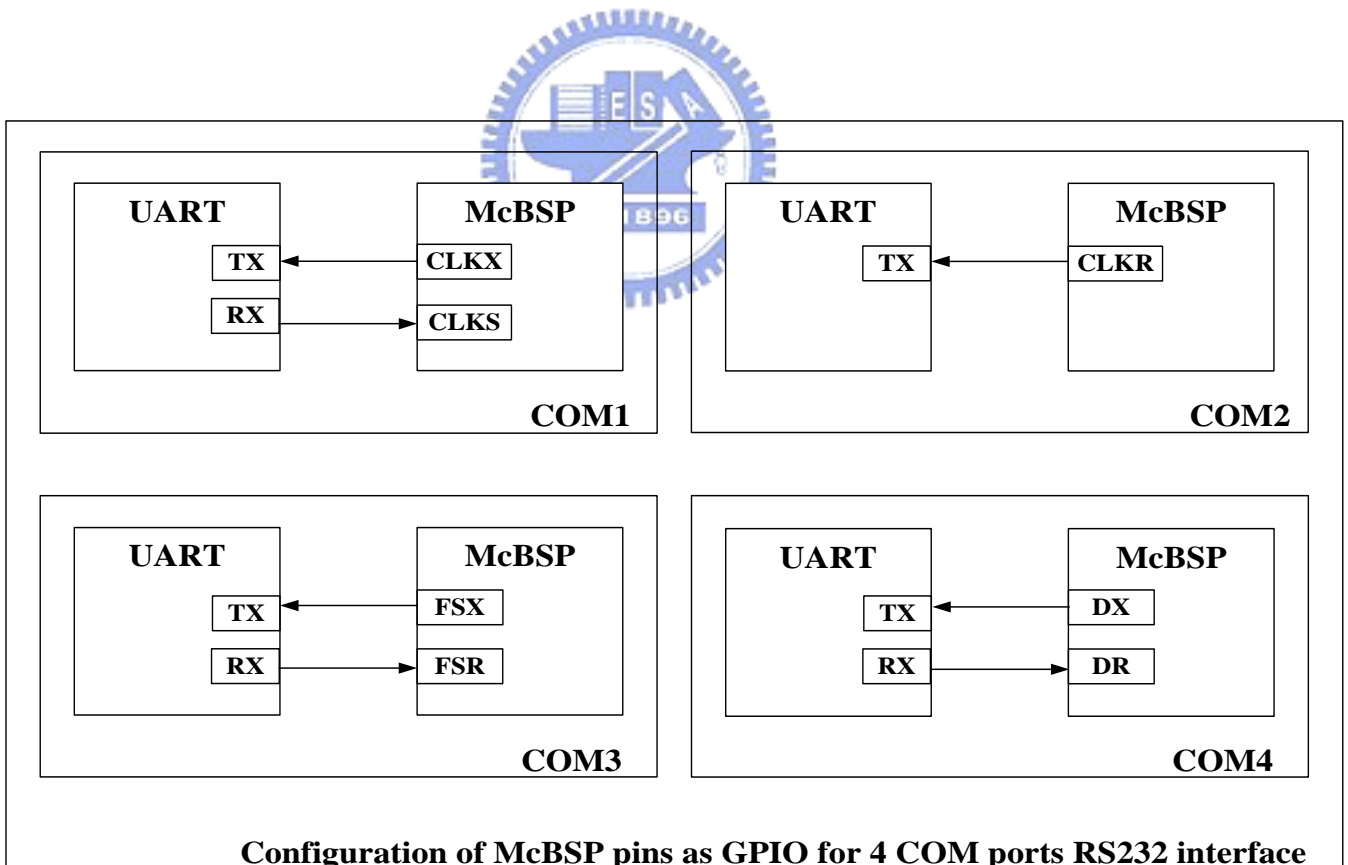 ESA
1896
UART McBSP
TX CLKX
RX CLKS
COM1
UART McBSP
TX CLKR
COM2
UART McBSP
TX FSX
RX FSR
COM3
UART McBSP
TX DX
RX DR
COM4
Configuration of McBSP pins as GPIO for 4 COM ports RS232 interface